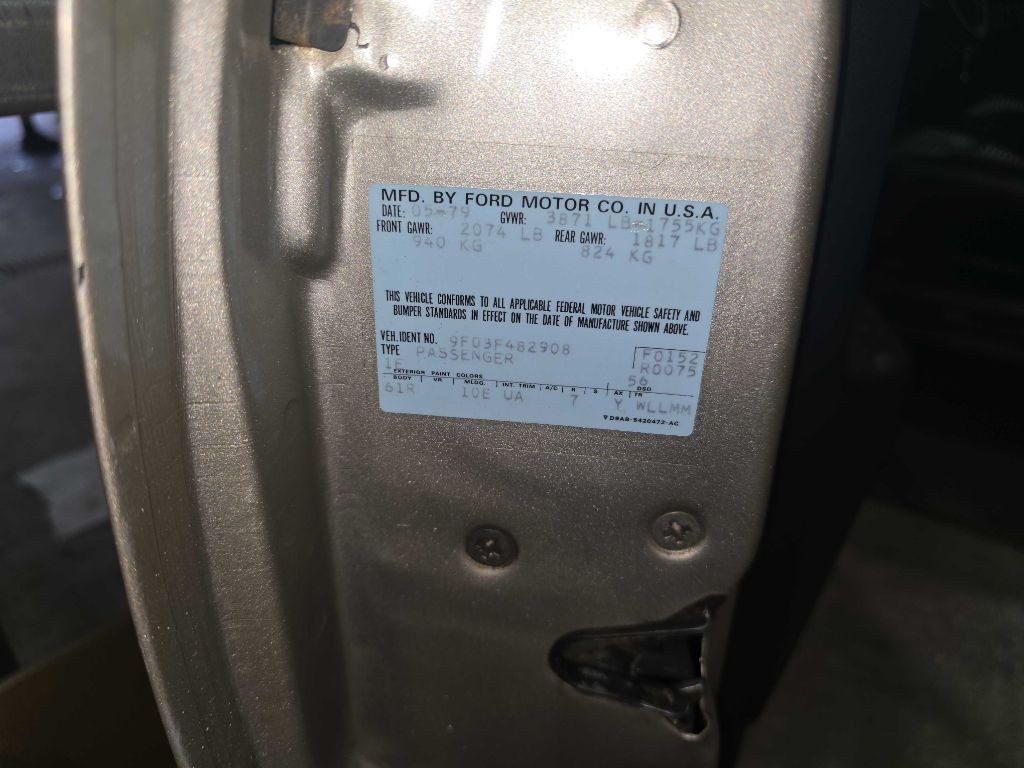 MFD. BY FORD MOTOR CO. IN U.S.A.
DATE: 05-79 GVWR: 3871 LB-1755KG
FRONT GAWR: 2074 LB REAR GAWR: 1817 LB
940 KG 824 KG
THIS VEHICLE CONFORMS TO ALL APPLICABLE FEDERAL MOTOR VEHICLE SAFETY AND
BUMPER STANDARDS IN EFFECT ON THE DATE OF MANUFACTURE SHOWN ABOVE.
VEH. IDENT NO. 9F03F482908 F0152
TYPE PASSENGER R0075
1P 56
EXTERIOR PAINT COLORS DSO
BODY VR MLDG. INT. TRIM A/C R S AX TR
61R 10E UA 7 Y WLLMM
D9AB-5420472-AC